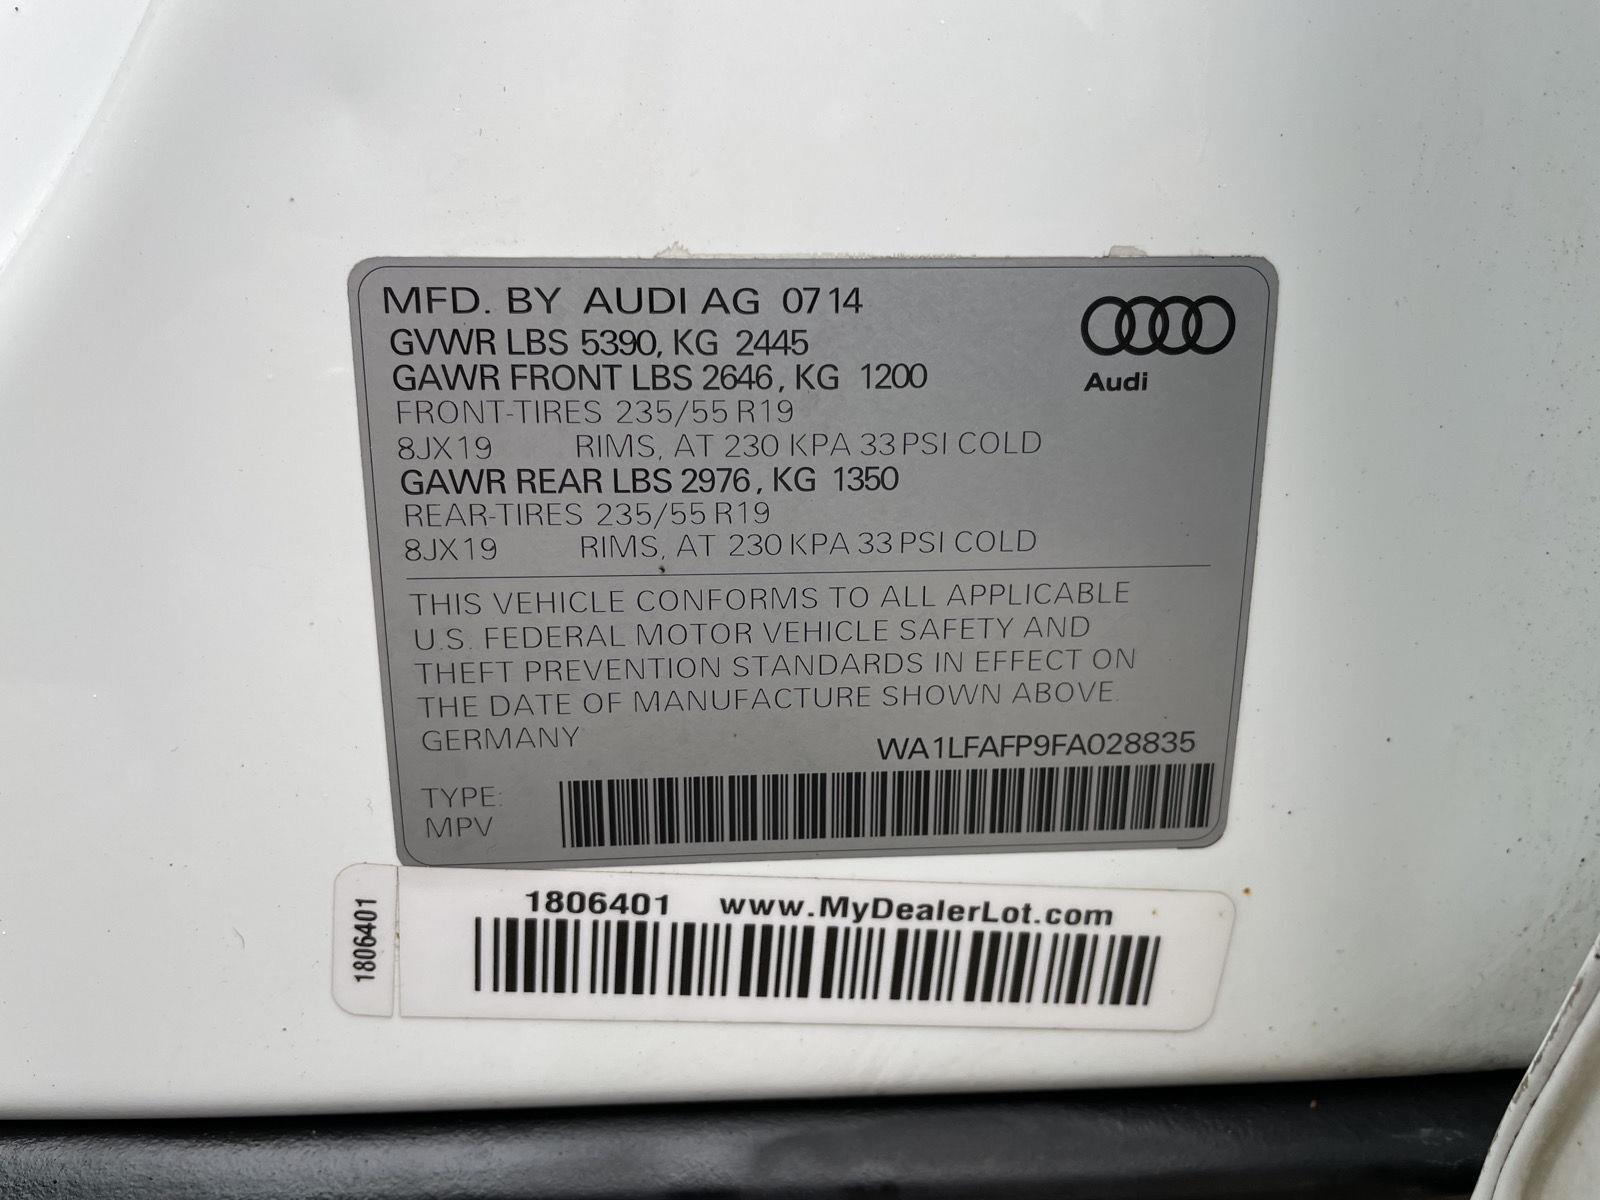 MFD. BY AUDI AG 07 14
GVWR LBS 5390, KG 2445
GAWR FRONT LBS 2646, KG 1200
FRONT-TIRES 235/55 R19
8JX19 RIMS, AT 230 KPA 33 PSI COLD
GAWR REAR LBS 2976, KG 1350
REAR-TIRES 235/55 R19
8JX19 RIMS, AT 230 KPA 33 PSI COLD
Audi
THIS VEHICLE CONFORMS TO ALL APPLICABLE
U.S. FEDERAL MOTOR VEHICLE SAFETY AND
THEFT PREVENTION STANDARDS IN EFFECT ON
THE DATE OF MANUFACTURE SHOWN ABOVE.
GERMANY WA1LFAFP9FA028835
TYPE:
MPV
1806401
1806401 www.MyDealerLot.com